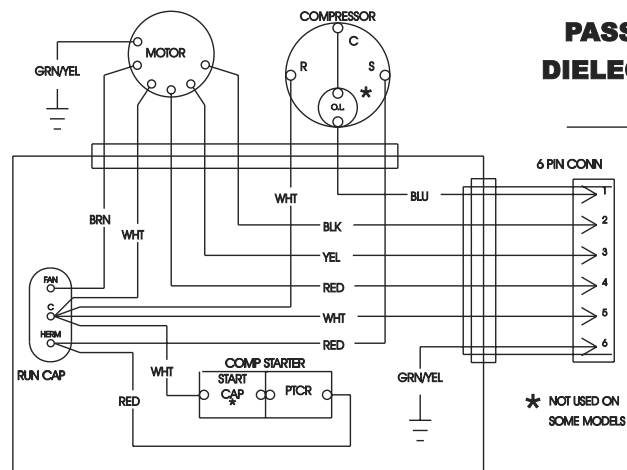 COMPRESSOR
PASS
DIELEC
MOTOR
C
R
S
O.L.
*
GRN/YEL
6 PIN CONN
1
BLU
WHT
BRN
2
BLK
WHT
3
YEL
FAN
4
RED
C
5
WHT
HERM
6
RED
RUN CAP
WHT
COMP STARTER
GRN/YEL
START
CAP
*
PTCR
RED
* NOT USED ON
SOME MODELS